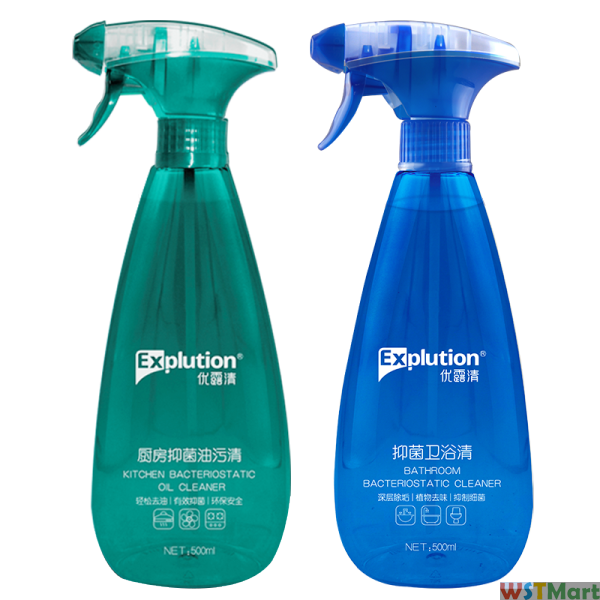 Explution®
优露清
厨房抑菌油污清
KITCHEN BACTERIOSTATIC
OIL CLEANER
轻松去油 | 有效抑菌 | 环保安全
NET:500ml
Explution®
优露清
抑菌卫浴清
BATHROOM
BACTERIOSTATIC CLEANER
深层除垢 | 植物去味 | 抑制细菌
NET:500ml
WSTMart